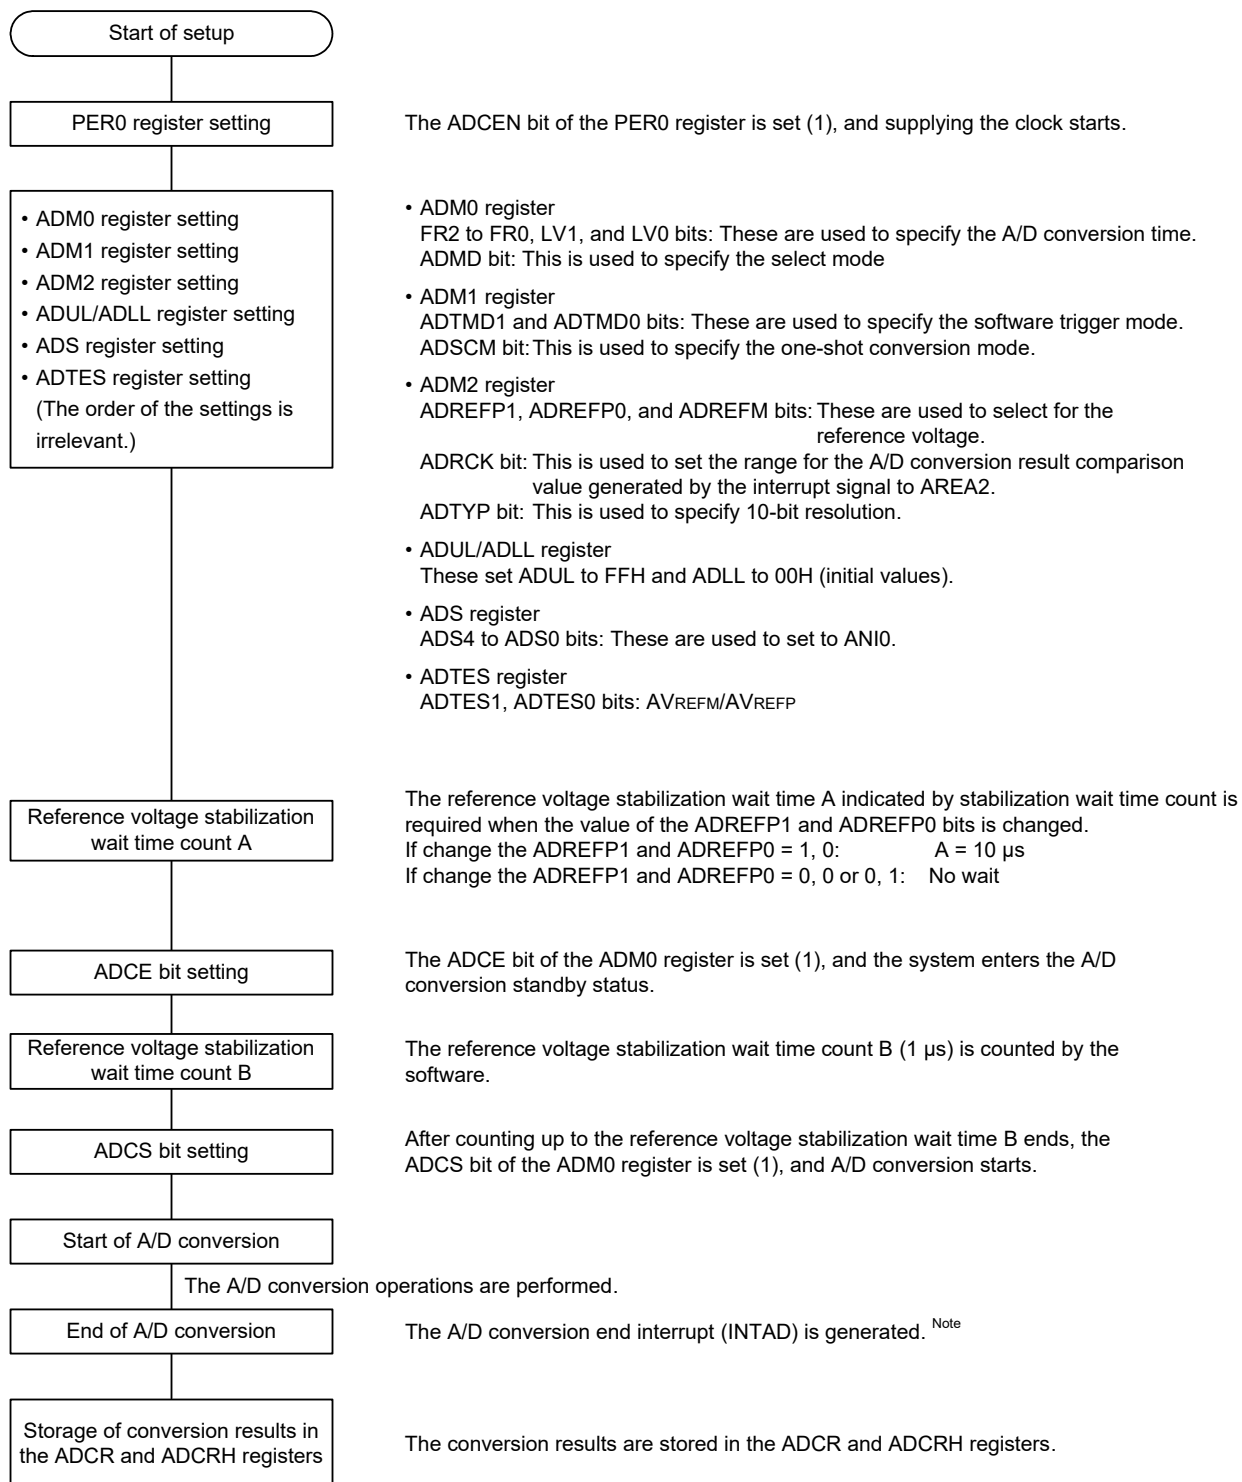 Start of setup
PER0 register setting
The ADCEN bit of the PER0 register is set (1), and supplying the clock starts.
• ADM0 register setting
• ADM1 register setting
• ADM2 register setting
• ADUL/ADLL register setting
• ADS register setting
• ADTES register setting
(The order of the settings is
irrelevant.)
• ADM0 register
FR2 to FR0, LV1, and LV0 bits: These are used to specify the A/D conversion time.
ADMD bit: This is used to specify the select mode
• ADM1 register
ADTMD1 and ADTMD0 bits: These are used to specify the software trigger mode.
ADSCM bit: This is used to specify the one-shot conversion mode.
• ADM2 register
ADREFP1, ADREFP0, and ADREFM bits: These are used to select for the
reference voltage.
ADRCK bit: This is used to set the range for the A/D conversion result comparison
value generated by the interrupt signal to AREA2.
ADTYP bit: This is used to specify 10-bit resolution.
• ADUL/ADLL register
These set ADUL to FFH and ADLL to 00H (initial values).
• ADS register
ADS4 to ADS0 bits: These are used to set to ANI0.
• ADTES register
ADTES1, ADTES0 bits: AVREFM/AVREFP
Reference voltage stabilization
wait time count A
The reference voltage stabilization wait time A indicated by stabilization wait time count is
required when the value of the ADREFP1 and ADREFP0 bits is changed.
If change the ADREFP1 and ADREFP0 = 1, 0: A = 10 µs
If change the ADREFP1 and ADREFP0 = 0, 0 or 0, 1: No wait
ADCE bit setting
The ADCE bit of the ADM0 register is set (1), and the system enters the A/D
conversion standby status.
Reference voltage stabilization
wait time count B
The reference voltage stabilization wait time count B (1 µs) is counted by the
software.
ADCS bit setting
After counting up to the reference voltage stabilization wait time B ends, the
ADCS bit of the ADM0 register is set (1), and A/D conversion starts.
Start of A/D conversion
The A/D conversion operations are performed.
End of A/D conversion
The A/D conversion end interrupt (INTAD) is generated. Note
Storage of conversion results in
the ADCR and ADCRH registers
The conversion results are stored in the ADCR and ADCRH registers.